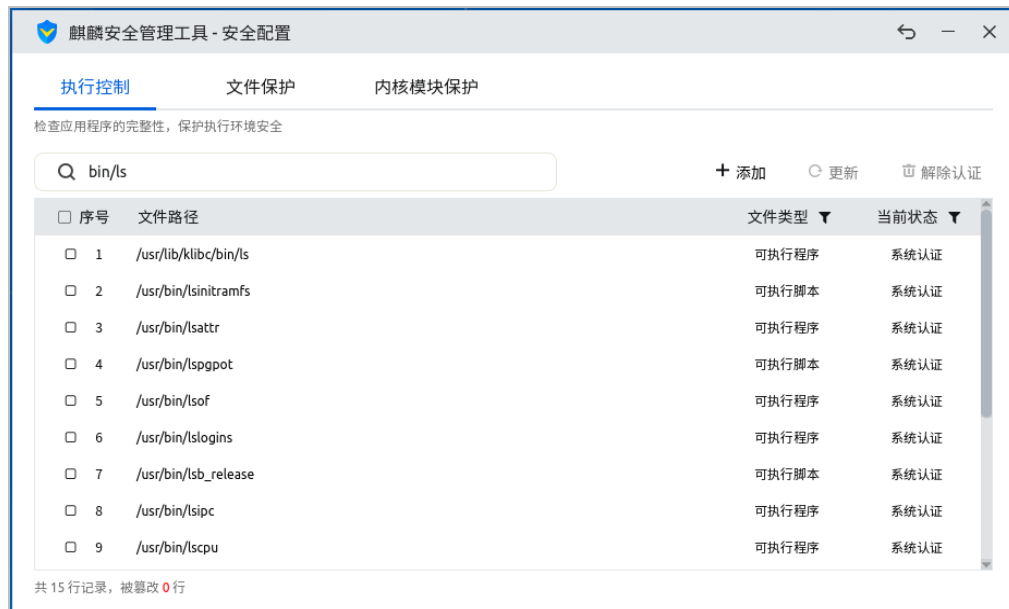 麒麟安全管理工具 - 安全配置
执行控制 文件保护 内核模块保护
检查应用程序的完整性，保护执行环境安全
bin/ls 添加 更新 解除认证
序号 文件路径 文件类型 当前状态
1 /usr/lib/klibc/bin/ls 可执行程序 系统认证
2 /usr/bin/lsinitramfs 可执行脚本 系统认证
3 /usr/bin/lsattr 可执行程序 系统认证
4 /usr/bin/lspgpot 可执行脚本 系统认证
5 /usr/bin/lsof 可执行程序 系统认证
6 /usr/bin/lslogins 可执行程序 系统认证
7 /usr/bin/lsb_release 可执行脚本 系统认证
8 /usr/bin/lsipc 可执行程序 系统认证
9 /usr/bin/lscpu 可执行程序 系统认证
共 15 行记录，被篡改 0 行